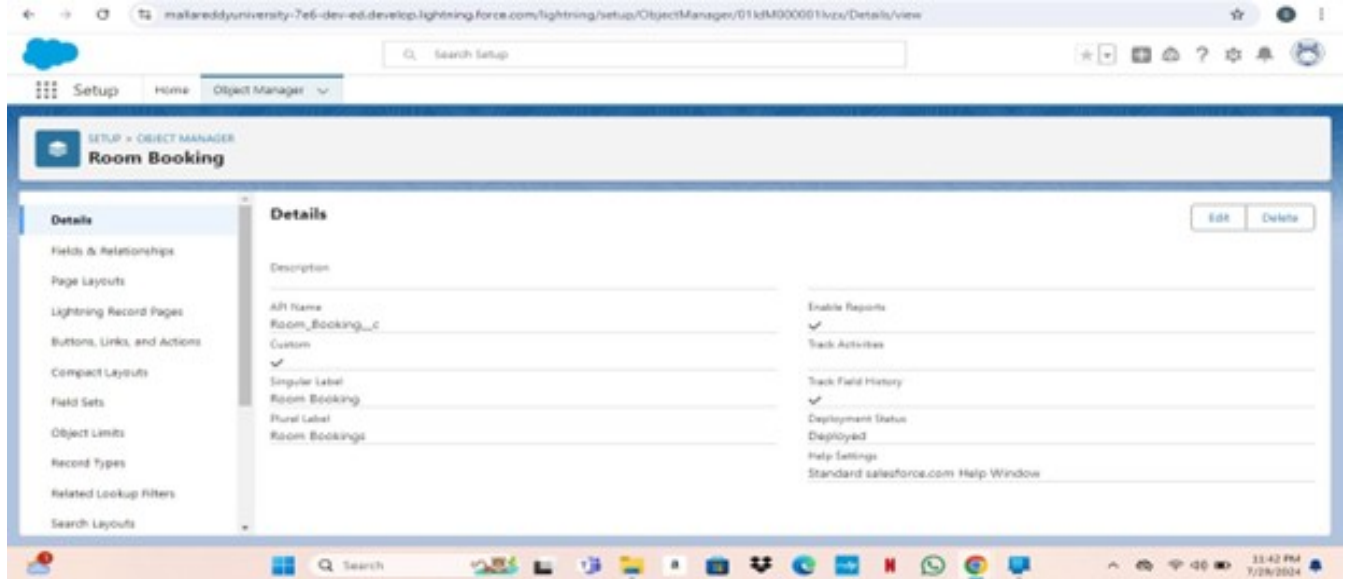 mallareddyuniversity-7e6-dev-ed.develop.lightning.force.com/lightning/setup/ObjectManager/01IdM000001lvzx/Details/view
Search Setup
Setup Home Object Manager
SETUP > OBJECT MANAGER
Room Booking
Details
Fields & Relationships
Page Layouts
Lightning Record Pages
Buttons, Links, and Actions
Compact Layouts
Field Sets
Object Limits
Record Types
Related Lookup Filters
Search Layouts
Details
Edit Delete
Description
API Name
Room_Booking__c
Custom
Singular Label
Room Booking
Plural Label
Room Bookings
Enable Reports
Track Activities
Track Field History
Deployment Status
Deployed
Help Settings
Standard salesforce.com Help Window
Search
11:42 PM
7/29/2024